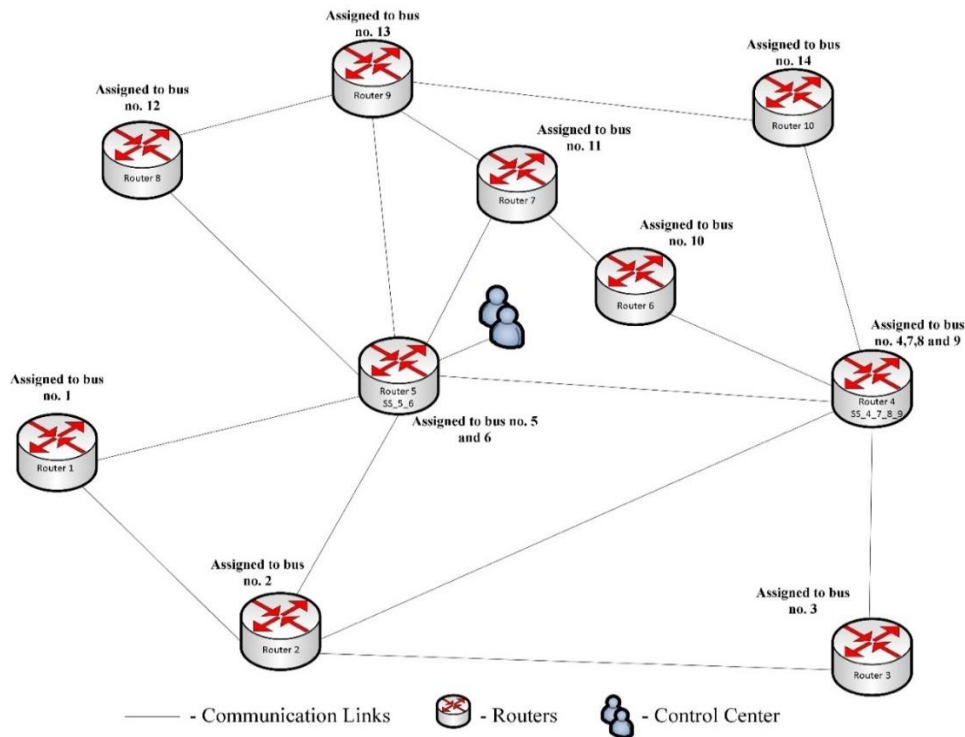 Assigned to bus
no. 13
Router 9
Assigned to bus
no. 14
Router 10
Assigned to bus
no. 12
Router 8
Assigned to bus
no. 11
Router 7
Assigned to bus
no. 10
Router 6
Assigned to bus
no. 4,7,8 and 9
Router 4
SS_4_7_8_9
Router 5
SS_5_6
Assigned to bus no. 5
and 6
Assigned to bus
no. 1
Router 1
Assigned to bus
no. 2
Router 2
Assigned to bus
no. 3
Router 3
- Communication Links
- Routers
- Control Center